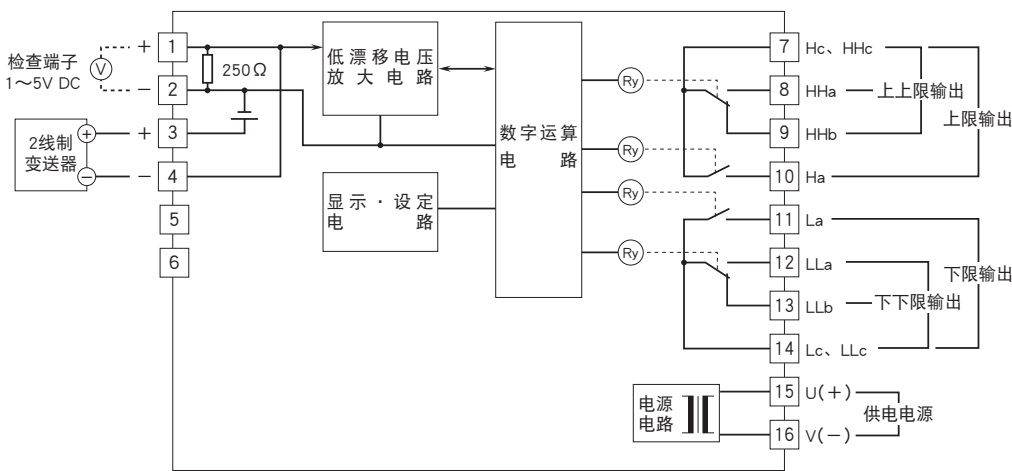 检查端子
1～5V DC
V
+
−
1
2
250Ω
低漂移电压
放大电路
2线制
变送器
+
−
+
−
3
4
5
6
显示·设定
电路
数字运算
电路
Ry
Ry
Ry
Ry
7 Hc、HHc
8 HHa 上上限输出
9 HHb
上限输出
10 Ha
11 La
12 LLa
下限输出
13 LLb 下下限输出
14 Lc、LLc
电源
电路
15 U(+)
供电电源
16 V(−)